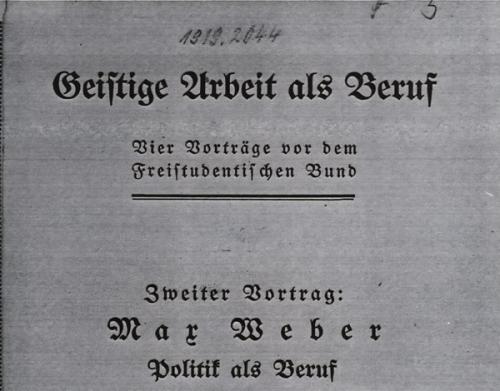 1919.2044
F 5
Geiſtige Arbeit als Beruf
Vier Vorträge vor dem
Freiſtudentiſchen Bund
Zweiter Vortrag:
Max Weber
Politik als Beruf